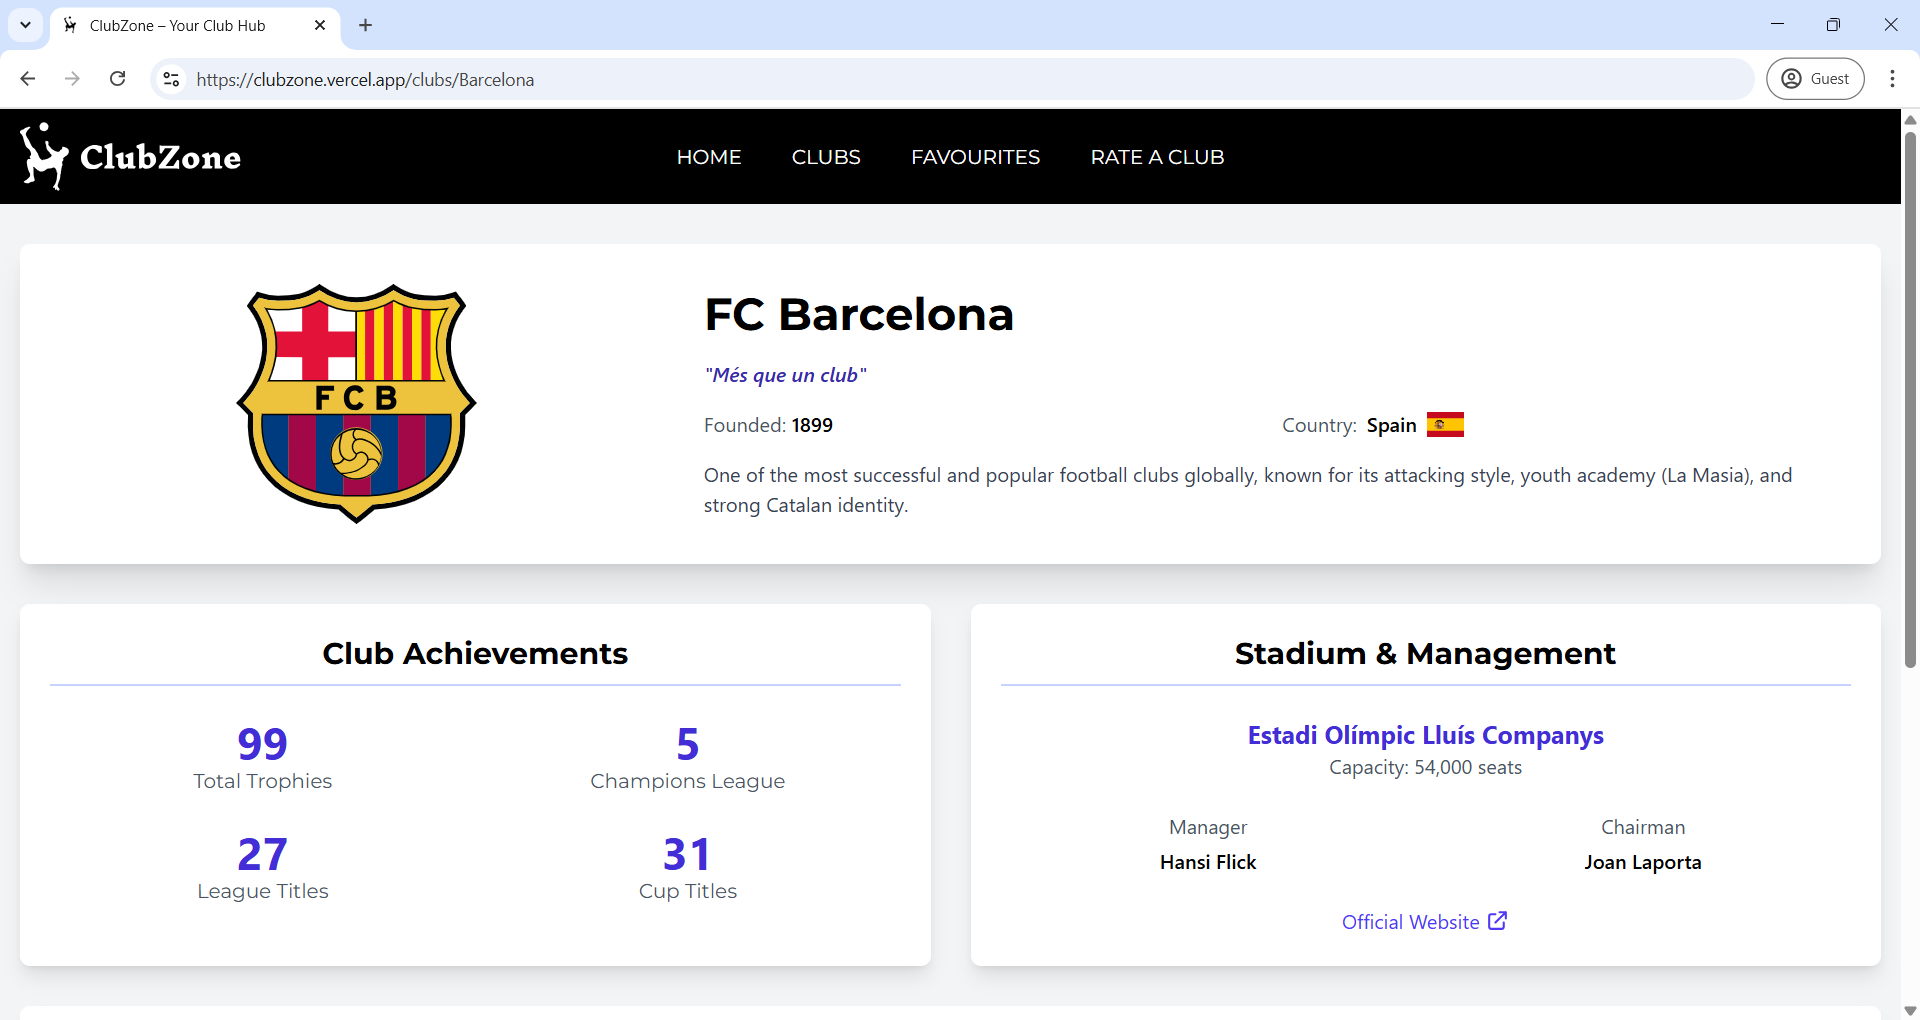 ClubZone – Your Club Hub
https://clubzone.vercel.app/clubs/Barcelona
Guest
ClubZone
HOME CLUBS FAVOURITES RATE A CLUB
FCB
FC Barcelona
"Més que un club"
Founded: 1899 Country: Spain
One of the most successful and popular football clubs globally, known for its attacking style, youth academy (La Masia), and
strong Catalan identity.
Club Achievements
99 5
Total Trophies Champions League
27 31
League Titles Cup Titles
Stadium & Management
Estadi Olímpic Lluís Companys
Capacity: 54,000 seats
Manager Chairman
Hansi Flick Joan Laporta
Official Website